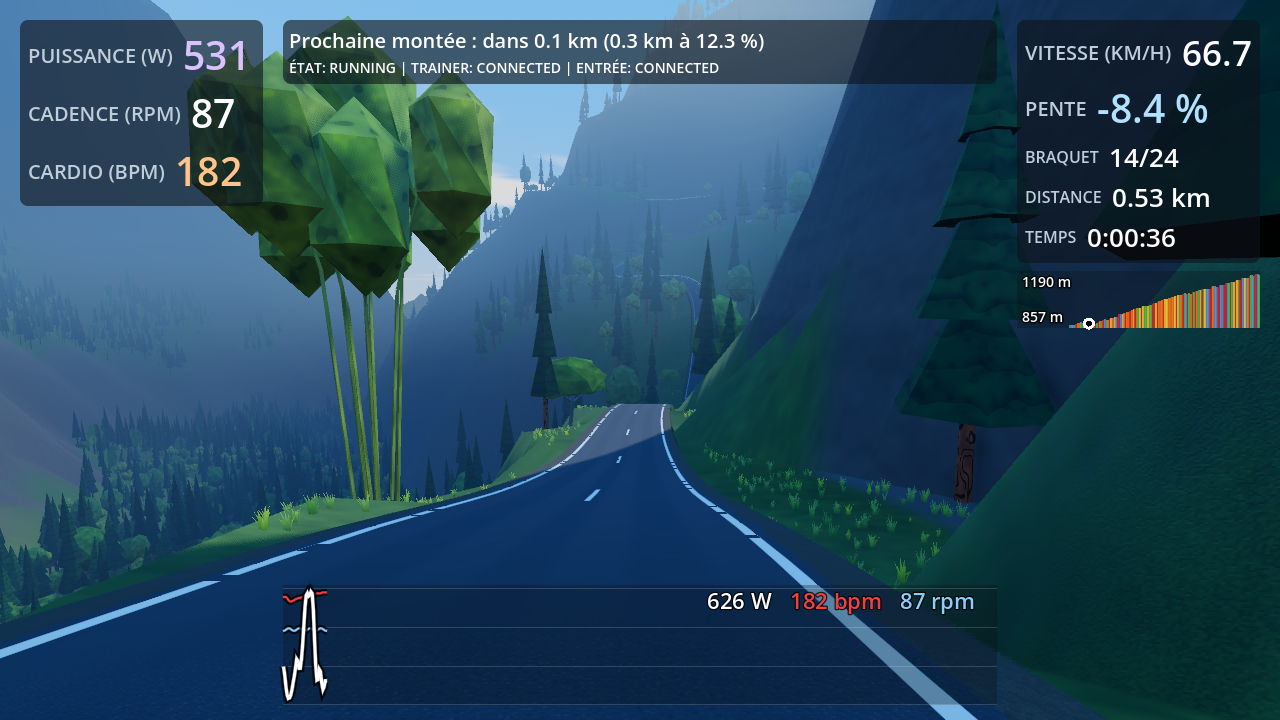 PUISSANCE (W) 531
CADENCE (RPM) 87
CARDIO (BPM) 182
Prochaine montée : dans 0.1 km (0.3 km à 12.3 %)
ÉTAT: RUNNING | TRAINER: CONNECTED | ENTRÉE: CONNECTED
VITESSE (KM/H) 66.7
PENTE -8.4 %
BRAQUET 14/24
DISTANCE 0.53 km
TEMPS 0:00:36
1190 m
857 m
626 W 182 bpm 87 rpm